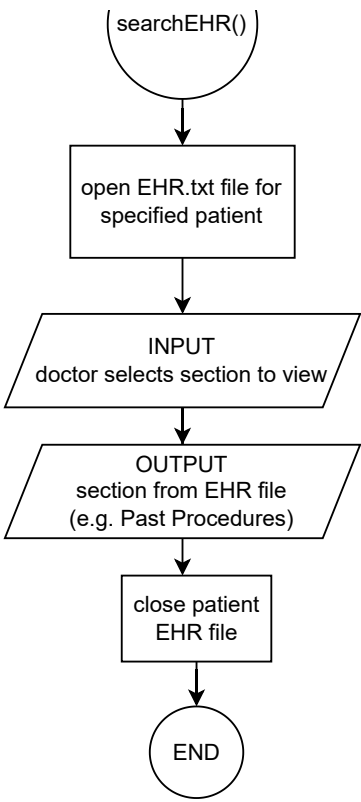 searchEHR()
open EHR.txt file for
specified patient
INPUT
doctor selects section to view
OUTPUT
section from EHR file
(e.g. Past Procedures)
close patient
EHR file
END